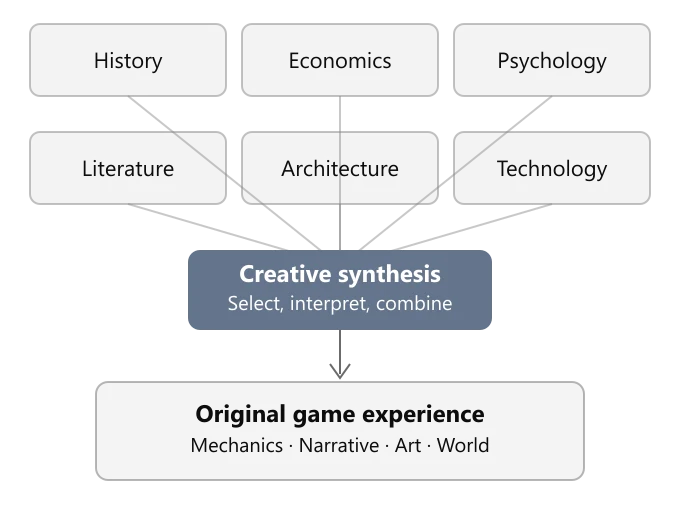 History
Economics
Psychology
Literature
Architecture
Technology
Creative synthesis
Select, interpret, combine
Original game experience
Mechanics · Narrative · Art · World